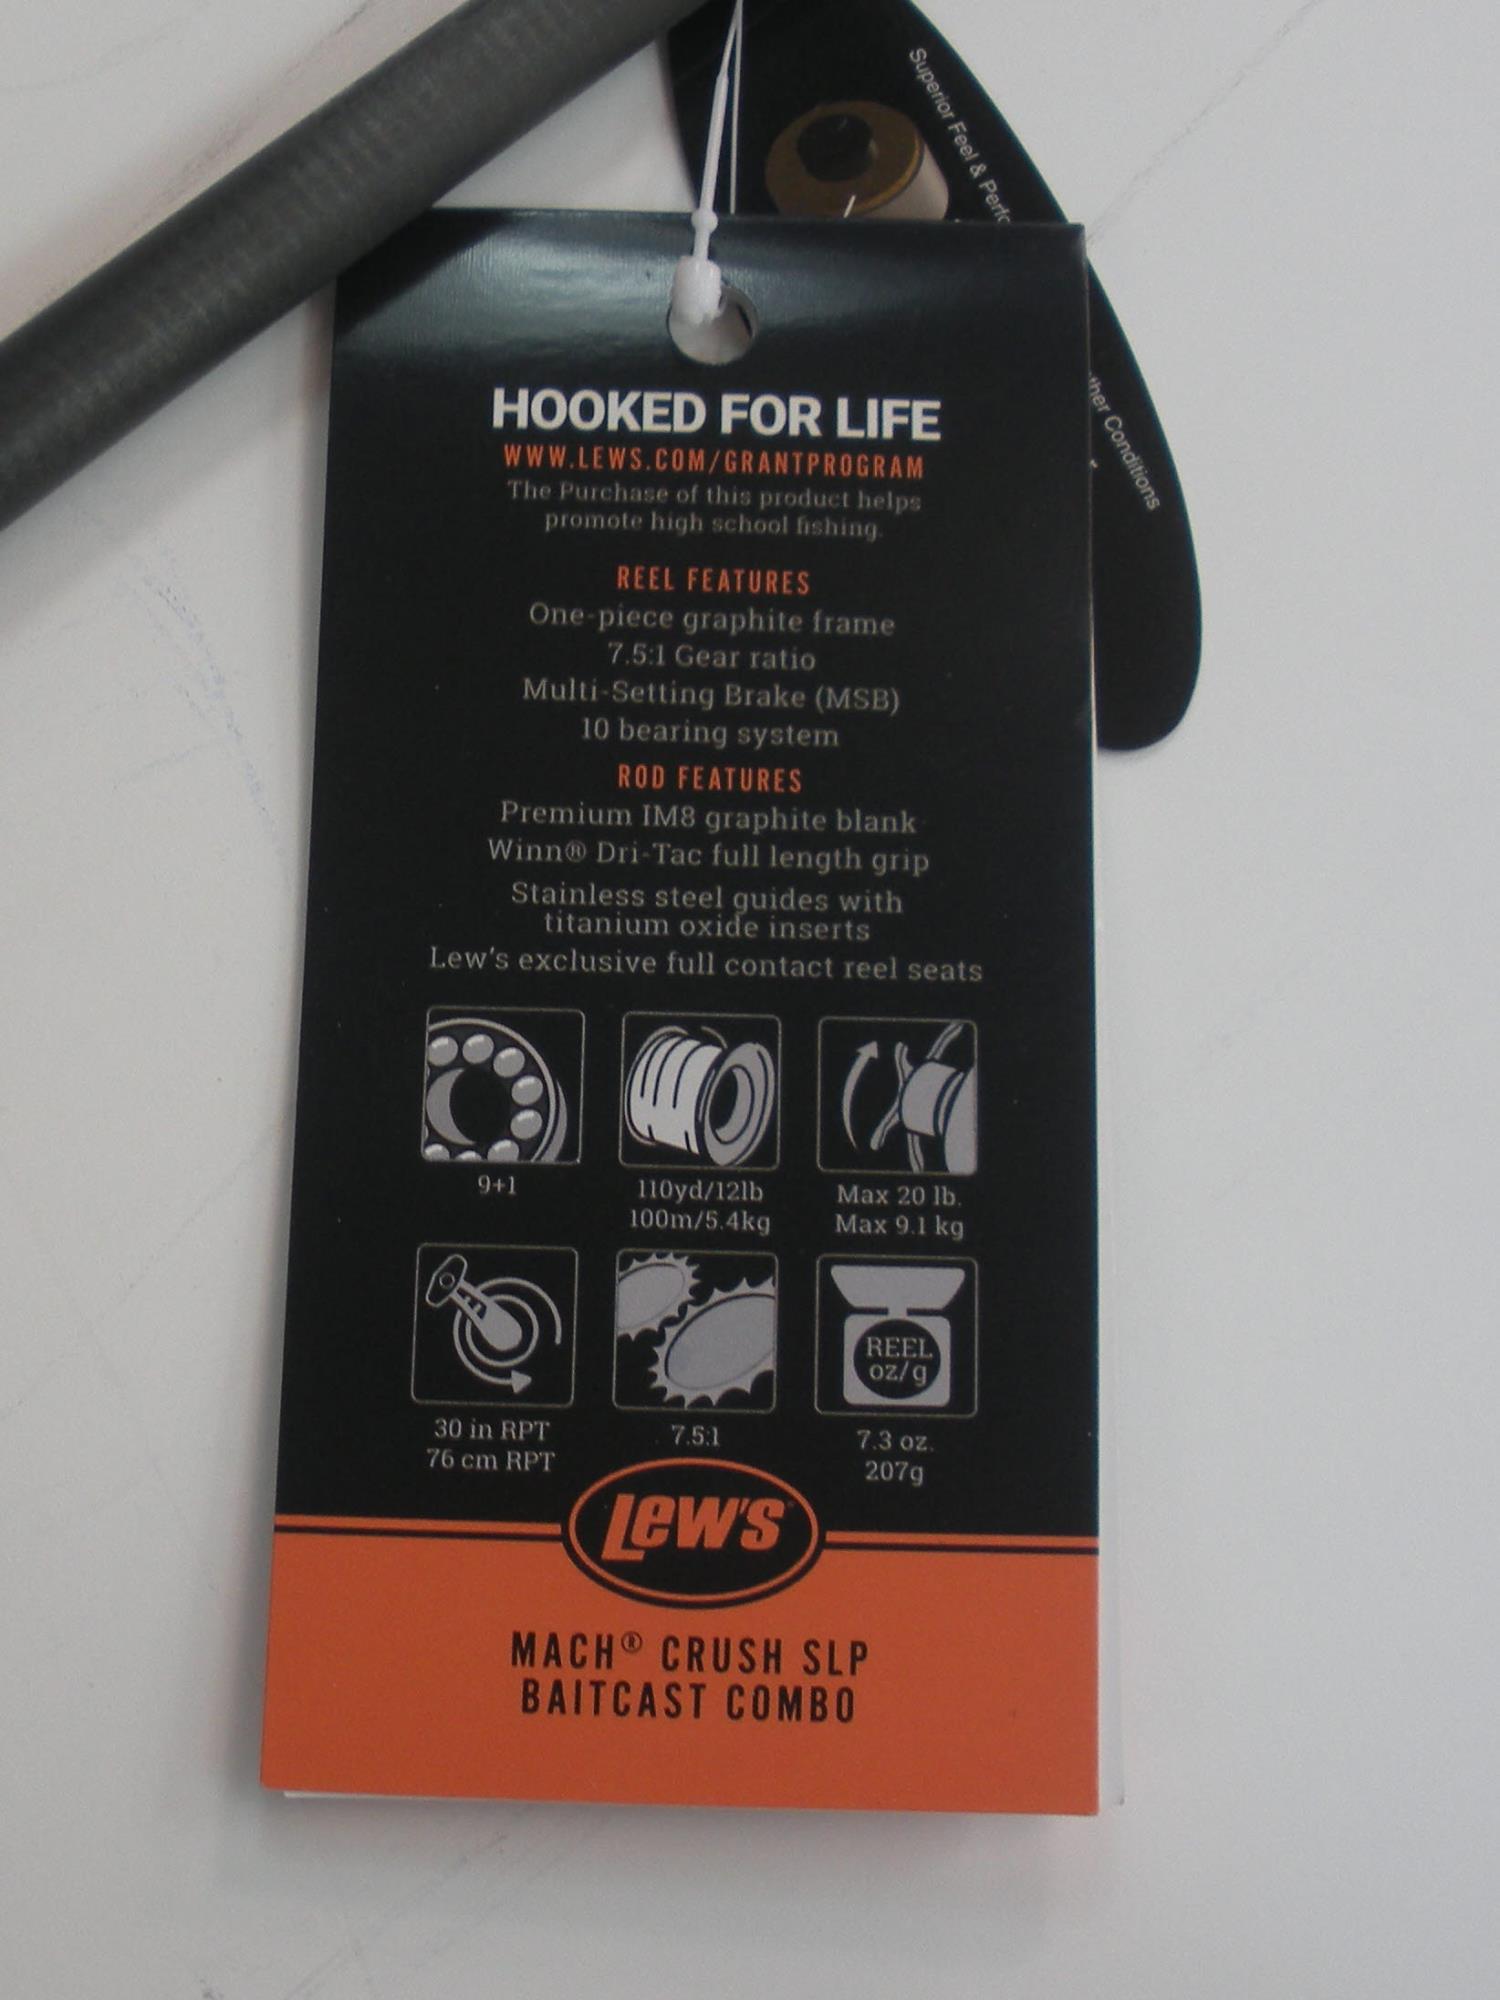 Superior Feel & Perfo
ther Conditions
HOOKED FOR LIFE
WWW.LEWS.COM/GRANTPROGRAM
The Purchase of this product helps
promote high school fishing.
REEL FEATURES
One-piece graphite frame
7.5:1 Gear ratio
Multi-Setting Brake (MSB)
10 bearing system
ROD FEATURES
Premium IM8 graphite blank
Winn® Dri-Tac full length grip
Stainless steel guides with
titanium oxide inserts
Lew's exclusive full contact reel seats
9+1
110yd/12lb
100m/5.4kg
Max 20 lb.
Max 9.1 kg
REEL
oz/g
30 in RPT
76 cm RPT
7.5:1
7.3 oz.
207g
Lew's
MACH® CRUSH SLP
BAITCAST COMBO